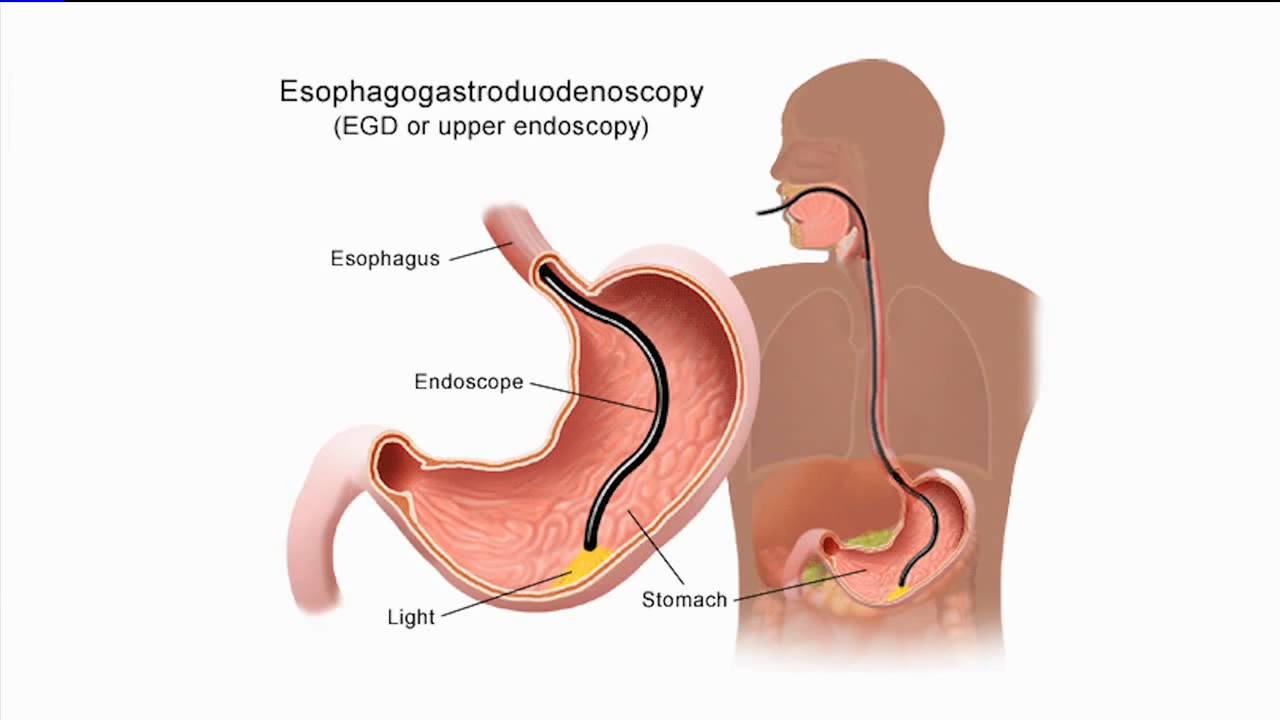 Esophagogastroduodenoscopy
(EGD or upper endoscopy)
Esophagus
Endoscope
Stomach
Light